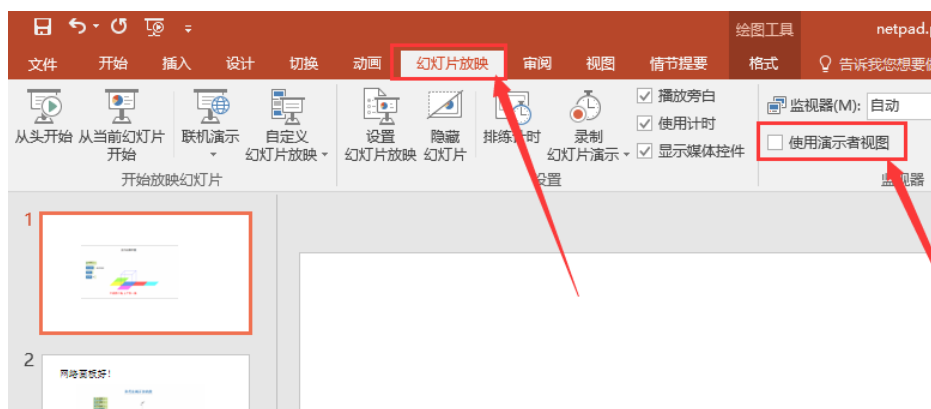 绘图工具 netpad.p
文件 开始 插入 设计 切换 动画 幻灯片放映 审阅 视图 情节提要 格式 告诉我您想要做
从头开始 从当前幻灯片开始 联机演示 自定义幻灯片放映 设置幻灯片放映 隐藏幻灯片 排练计时 录制幻灯片演示
播放旁白
使用计时
显示媒体控件
监视器(M): 自动
使用演示者视图
开始放映幻灯片 设置 监视器
1
2
网络面板好!